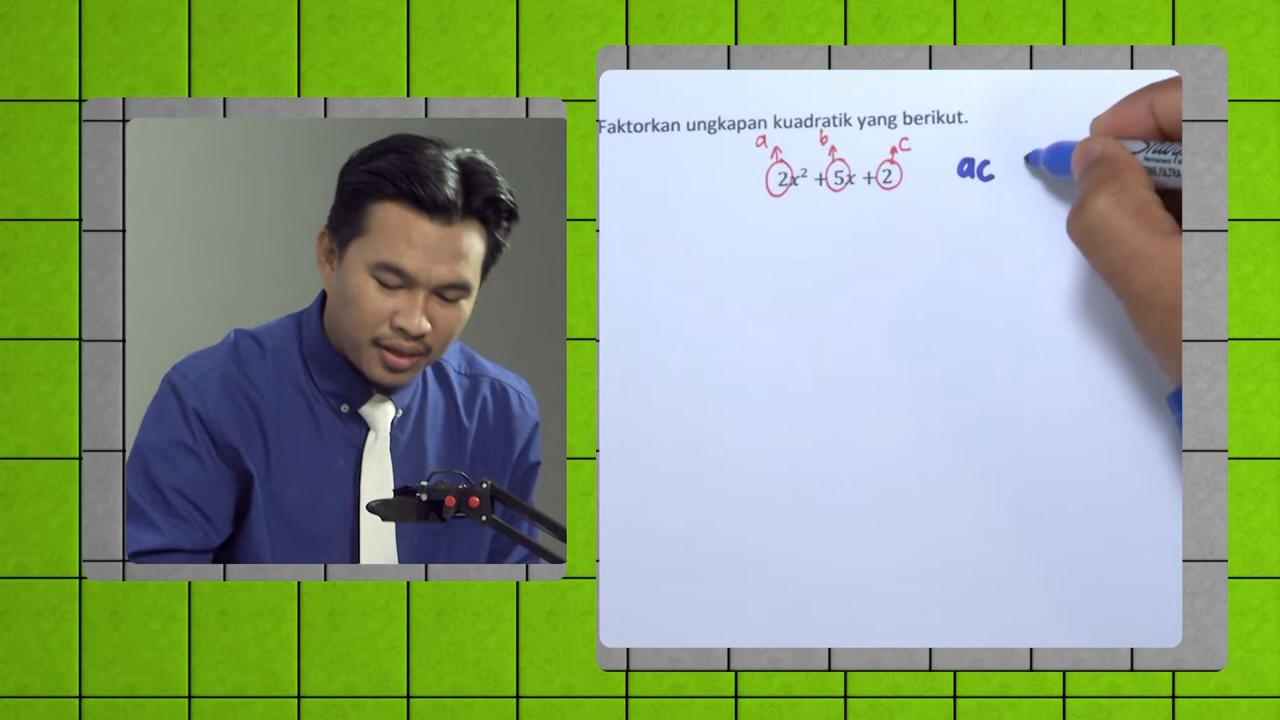 Faktorkan ungkapan kuadratik yang berikut.
a b c
2x² + 5x + 2 ac